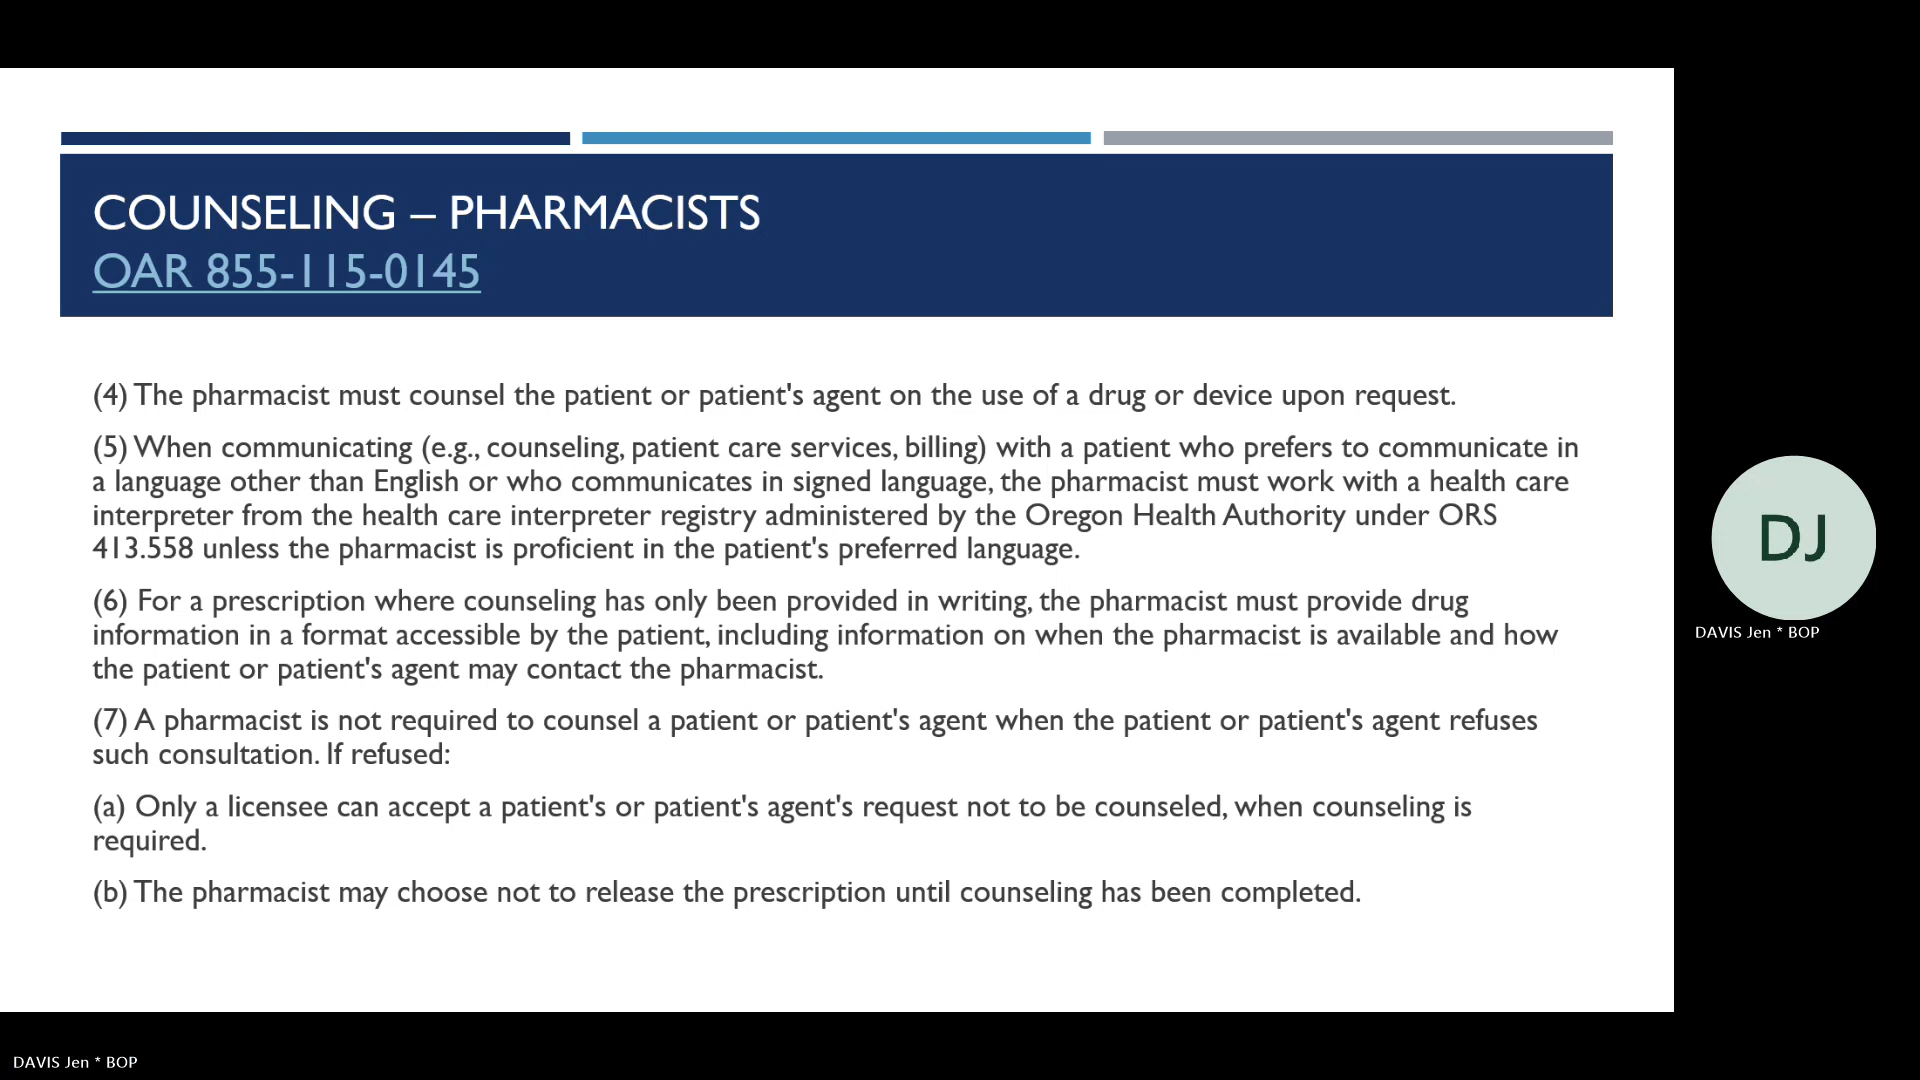 COUNSELING – PHARMACISTS
OAR 855-115-0145
(4) The pharmacist must counsel the patient or patient's agent on the use of a drug or device upon request.
(5) When communicating (e.g., counseling, patient care services, billing) with a patient who prefers to communicate in
a language other than English or who communicates in signed language, the pharmacist must work with a health care
interpreter from the health care interpreter registry administered by the Oregon Health Authority under ORS
413.558 unless the pharmacist is proficient in the patient's preferred language.
(6) For a prescription where counseling has only been provided in writing, the pharmacist must provide drug
information in a format accessible by the patient, including information on when the pharmacist is available and how
the patient or patient's agent may contact the pharmacist.
(7) A pharmacist is not required to counsel a patient or patient's agent when the patient or patient's agent refuses
such consultation. If refused:
(a) Only a licensee can accept a patient's or patient's agent's request not to be counseled, when counseling is
required.
(b) The pharmacist may choose not to release the prescription until counseling has been completed.
DJ
DAVIS Jen * BOP
DAVIS Jen * BOP